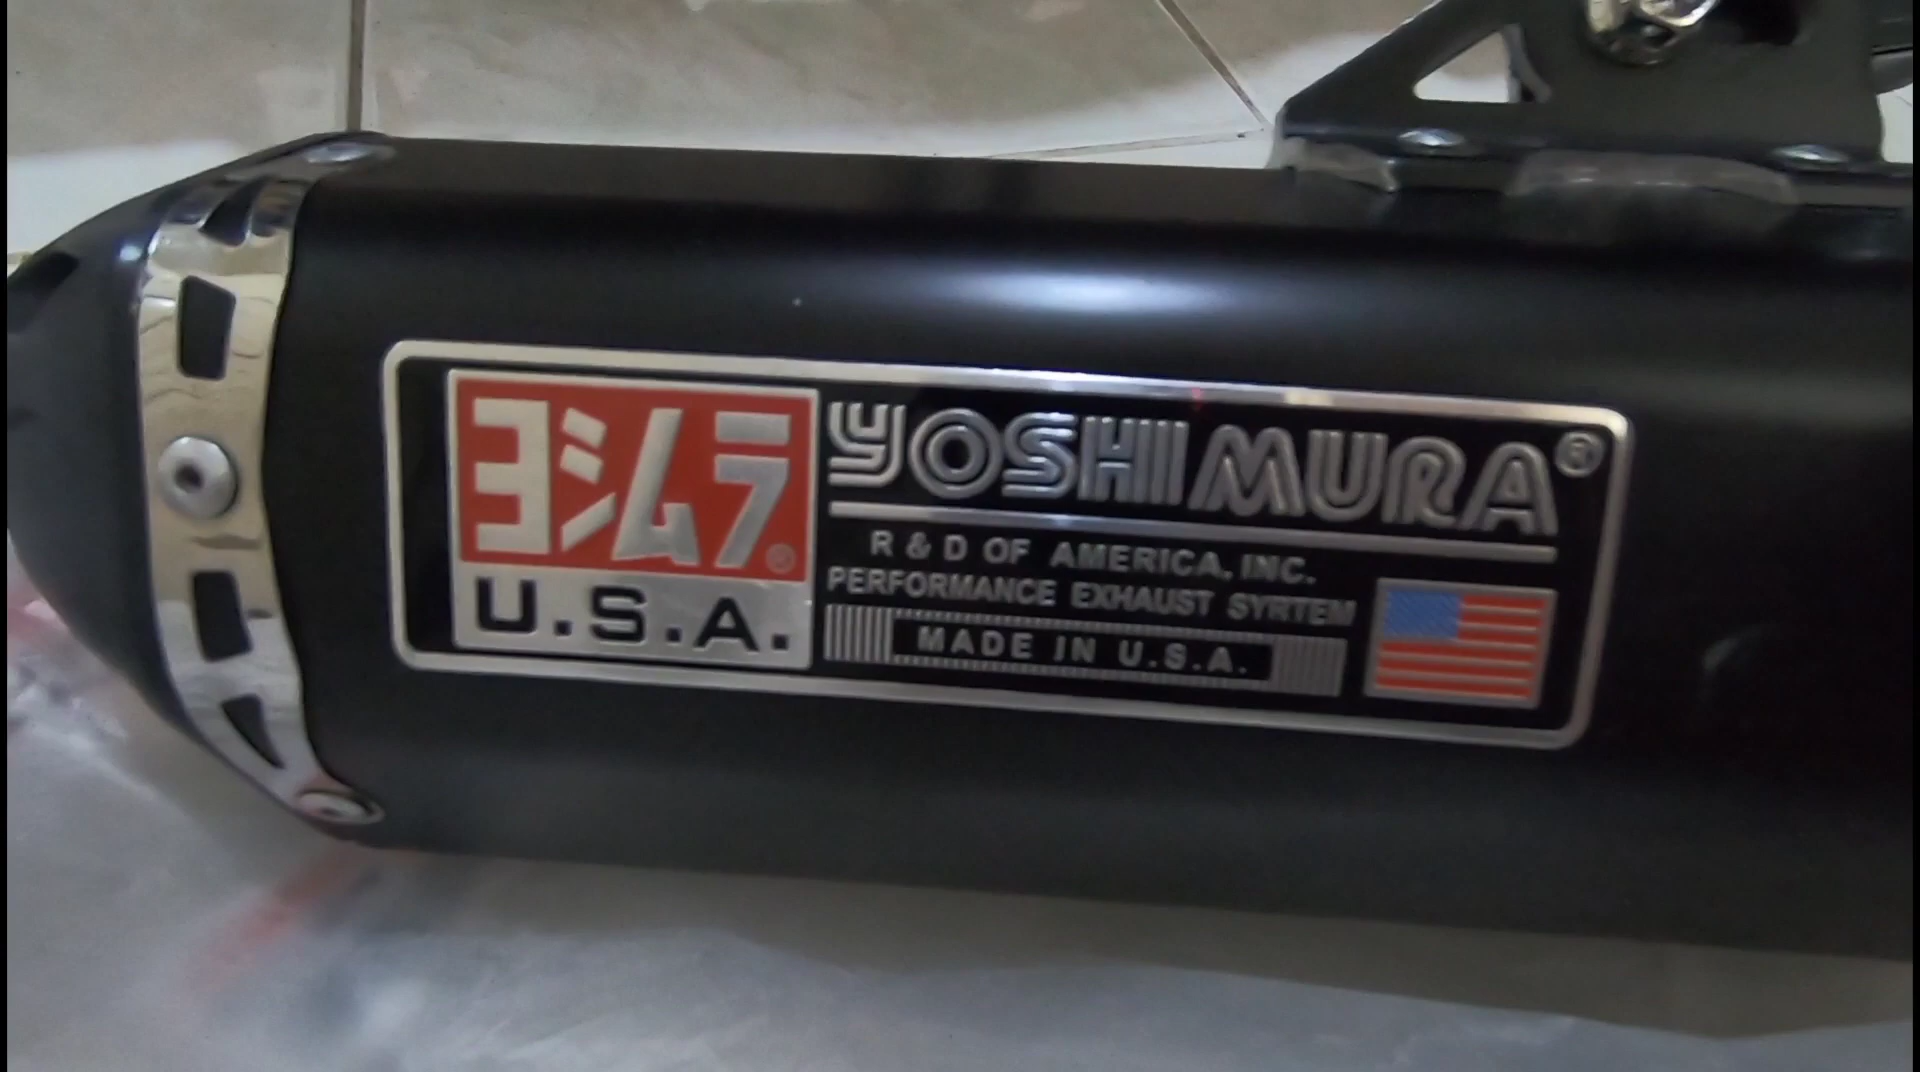 ヨシムラ®
U.S.A.
YOSHIMURA®
R & D OF AMERICA, INC.
PERFORMANCE EXHAUST SYRTEM
MADE IN U.S.A.